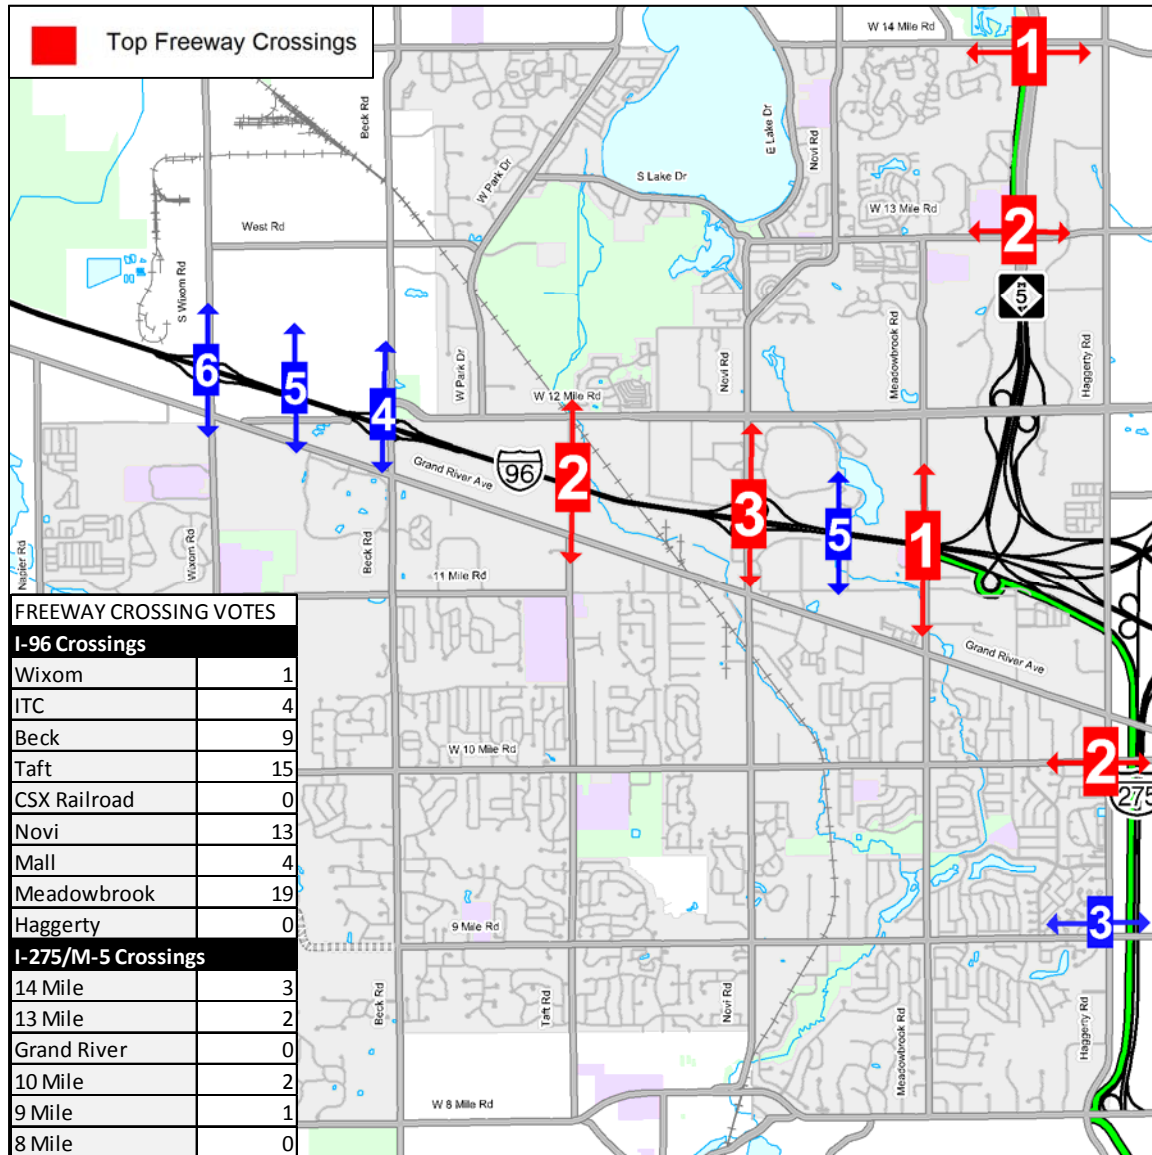 Top Freeway Crossings
W 14 Mile Rd
1
Beck Rd
E Lake Dr
Novi Rd
W Park Dr
S Lake Dr
W 13 Mile Rd
2
West Rd
S Wixom Rd
5
6
5
4
W Park Dr
Novi Rd
Meadowbrook Rd
Haggerty Rd
W 12 Mile Rd
Grand River Ave
96
2
3
5
1
Napier Rd
Wixom Rd
Beck Rd
11 Mile Rd
Grand River Ave
W 10 Mile Rd
2
275
9 Mile Rd
3
Beck Rd
Taft Rd
Novi Rd
Meadowbrook Rd
Haggerty Rd
W 8 Mile Rd
FREEWAY CROSSING VOTES
I-96 Crossings
Wixom 1
ITC 4
Beck 9
Taft 15
CSX Railroad 0
Novi 13
Mall 4
Meadowbrook 19
Haggerty 0
I-275/M-5 Crossings
14 Mile 3
13 Mile 2
Grand River 0
10 Mile 2
9 Mile 1
8 Mile 0